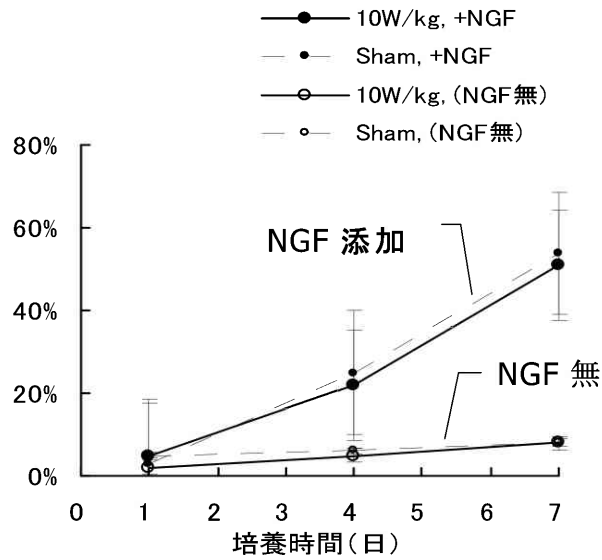 10W/kg, +NGF
Sham, +NGF
10W/kg, (NGF無)
Sham, (NGF無)
80%
60%
40%
20%
0%
NGF 添加
NGF 無
0 1 2 3 4 5 6 7
培養時間(日)